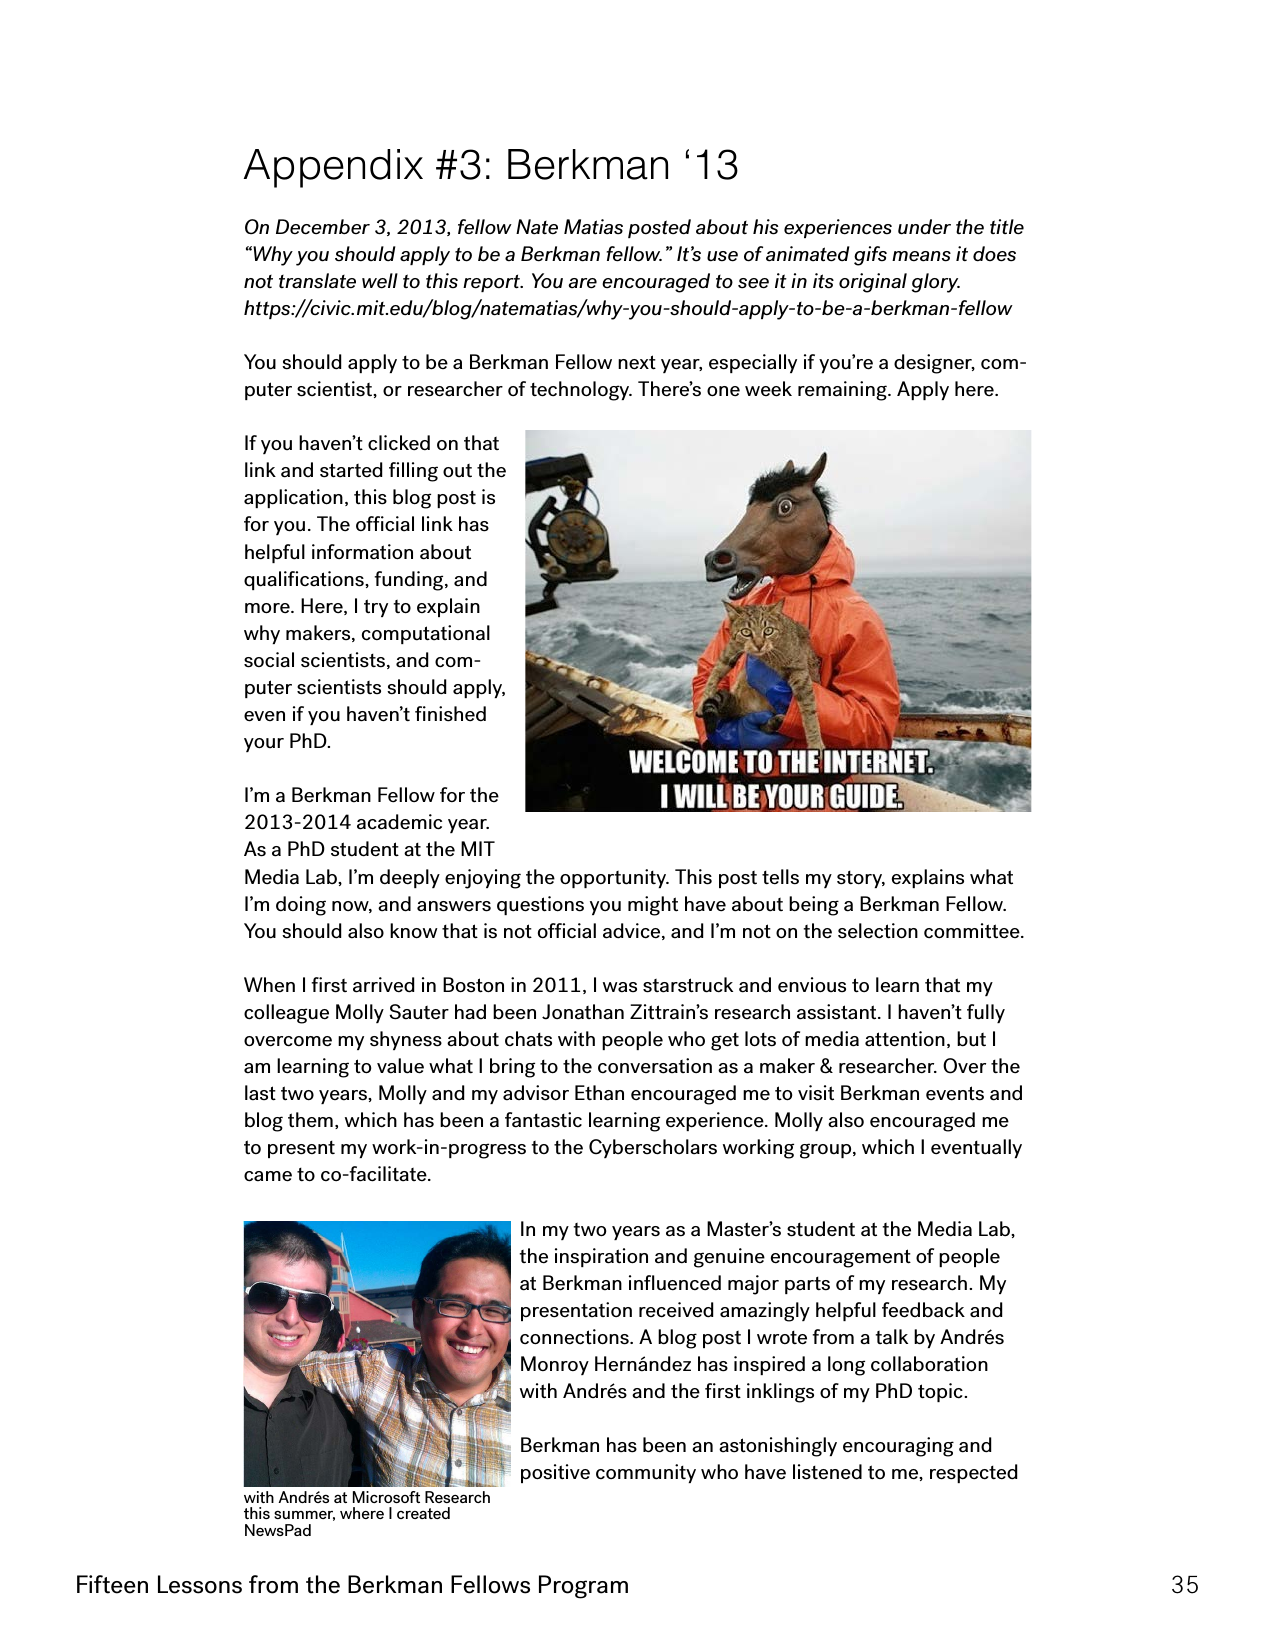 Appendix #3: Berkman ‘13
On December 3, 2013, fellow Nate Matias posted about his experiences under the title
“Why you should apply to be a Berkman fellow.” It’s use of animated gifs means it does
not translate well to this report. You are encouraged to see it in its original glory.
https://civic.mit.edu/blog/natematias/why-you-should-apply-to-be-a-berkman-fellow
You should apply to be a Berkman Fellow next year, especially if you’re a designer, com-
puter scientist, or researcher of technology. There’s one week remaining. Apply here.
If you haven’t clicked on that
link and started filling out the
application, this blog post is
for you. The official link has
helpful information about
qualifications, funding, and
more. Here, I try to explain
why makers, computational
social scientists, and com-
puter scientists should apply,
even if you haven’t finished
your PhD.
WELCOME TO THE INTERNET.
I WILL BE YOUR GUIDE.
I’m a Berkman Fellow for the
2013-2014 academic year.
As a PhD student at the MIT
Media Lab, I’m deeply enjoying the opportunity. This post tells my story, explains what
I’m doing now, and answers questions you might have about being a Berkman Fellow.
You should also know that is not official advice, and I’m not on the selection committee.
When I first arrived in Boston in 2011, I was starstruck and envious to learn that my
colleague Molly Sauter had been Jonathan Zittrain’s research assistant. I haven’t fully
overcome my shyness about chats with people who get lots of media attention, but I
am learning to value what I bring to the conversation as a maker & researcher. Over the
last two years, Molly and my advisor Ethan encouraged me to visit Berkman events and
blog them, which has been a fantastic learning experience. Molly also encouraged me
to present my work-in-progress to the Cyberscholars working group, which I eventually
came to co-facilitate.
In my two years as a Master’s student at the Media Lab,
the inspiration and genuine encouragement of people
at Berkman influenced major parts of my research. My
presentation received amazingly helpful feedback and
connections. A blog post I wrote from a talk by Andrés
Monroy Hernández has inspired a long collaboration
with Andrés and the first inklings of my PhD topic.
Berkman has been an astonishingly encouraging and
positive community who have listened to me, respected
with Andrés at Microsoft Research
this summer, where I created
NewsPad
Fifteen Lessons from the Berkman Fellows Program
35